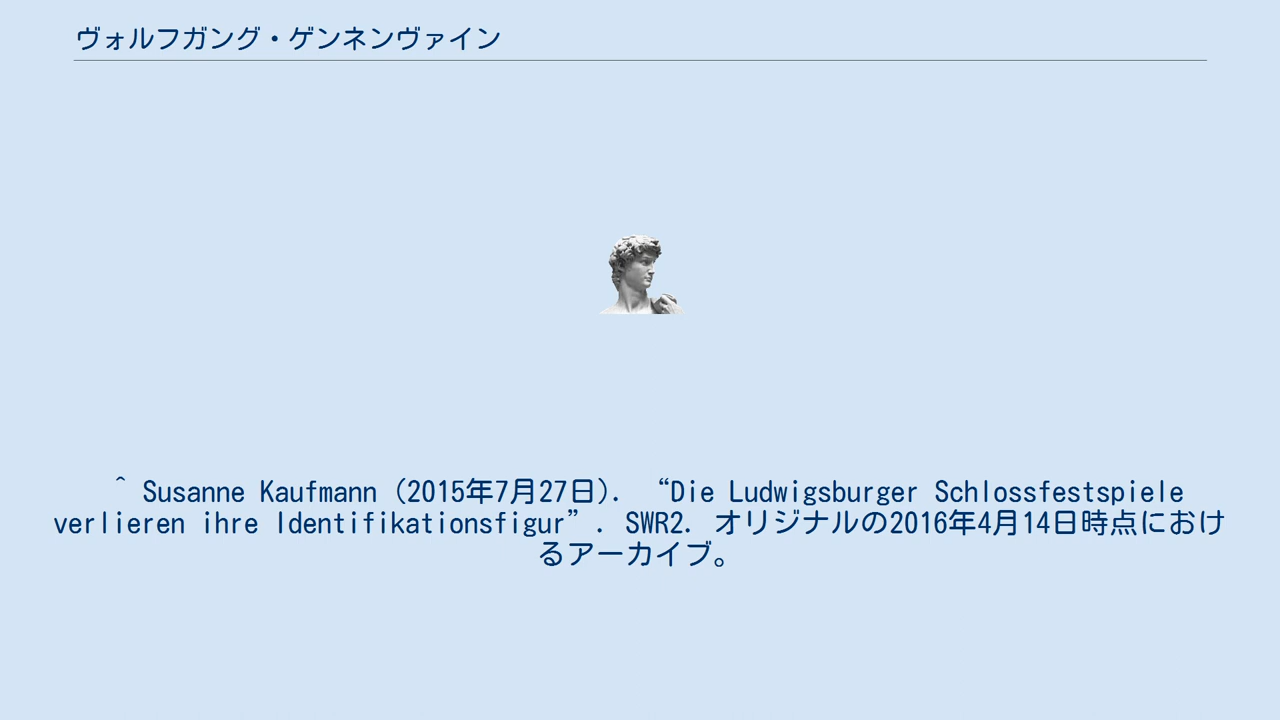 ヴォルフガング・ゲンネンヴァイン
^ Susanne Kaufmann (2015年7月27日). “Die Ludwigsburger Schlossfestspiele
verlieren ihre Identifikationsfigur”. SWR2. オリジナルの2016年4月14日時点におけ
るアーカイブ。